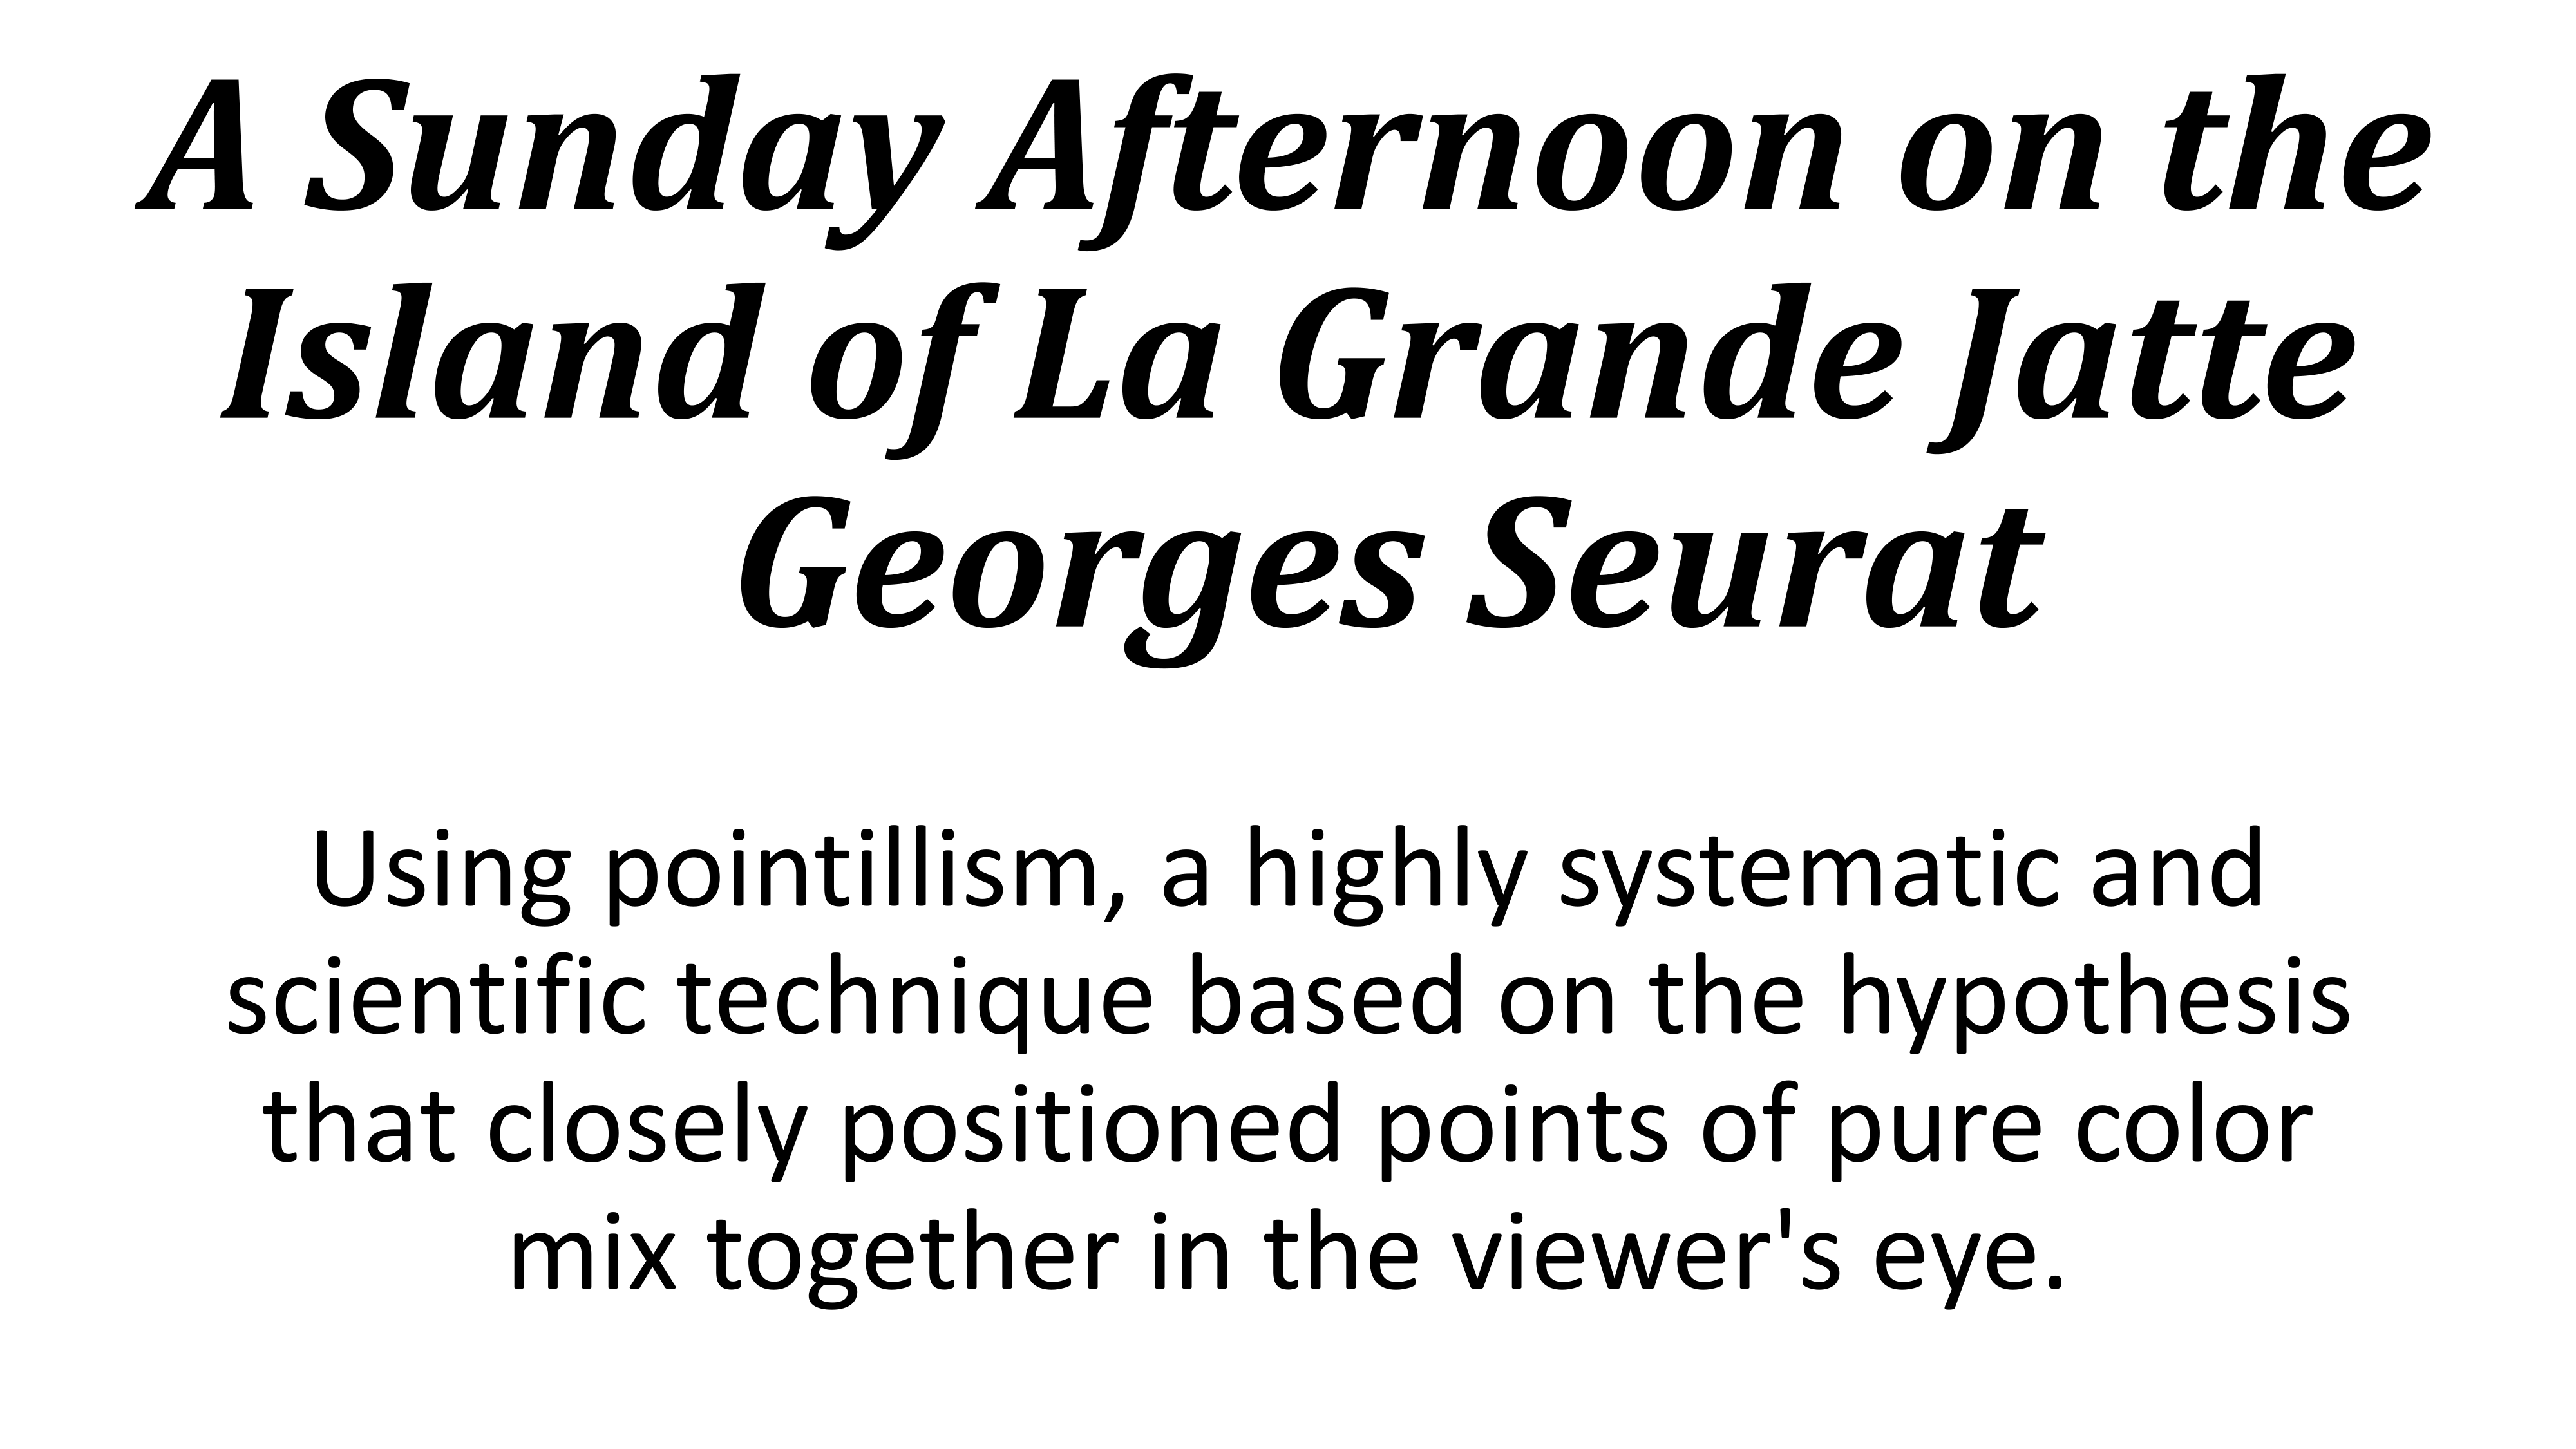 A Sunday Afternoon on the
Island of La Grande Jatte
Georges Seurat
Using pointillism, a highly systematic and
scientific technique based on the hypothesis
that closely positioned points of pure color
mix together in the viewer's eye.